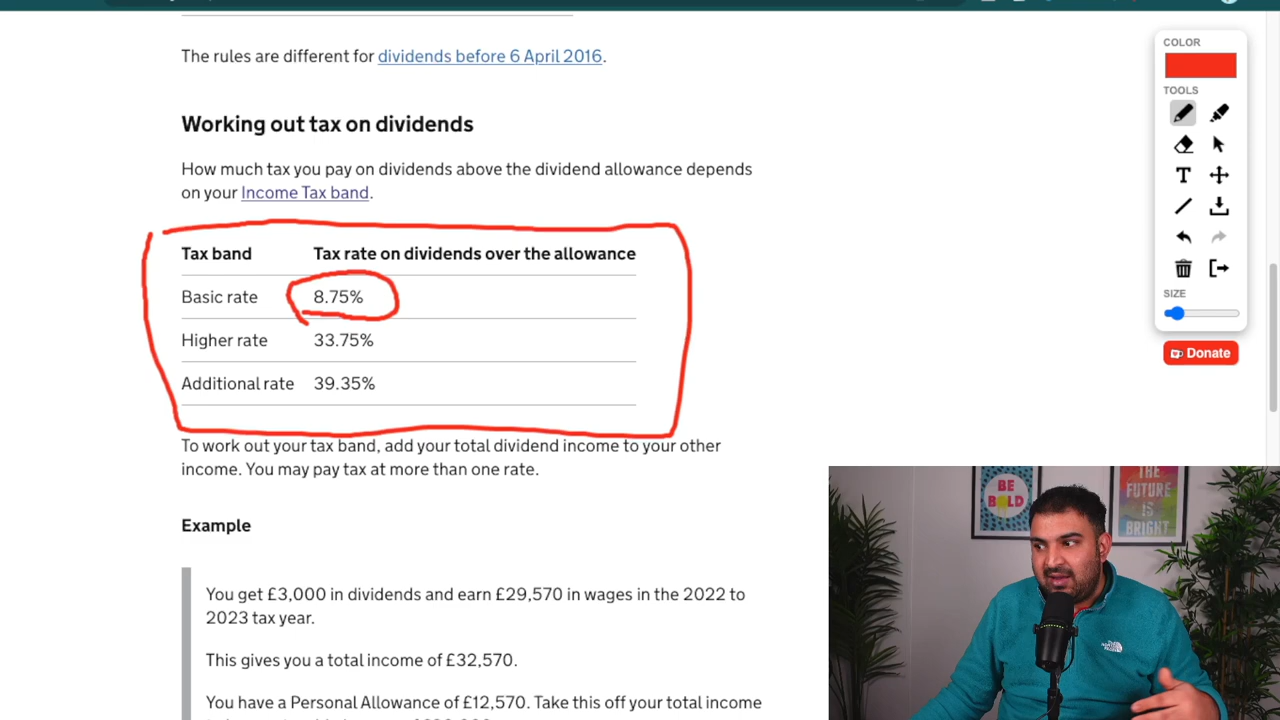 The rules are different for dividends before 6 April 2016.
Working out tax on dividends
How much tax you pay on dividends above the dividend allowance depends
on your Income Tax band.
Tax band Tax rate on dividends over the allowance
Basic rate 8.75%
Higher rate 33.75%
Additional rate 39.35%
To work out your tax band, add your total dividend income to your other
income. You may pay tax at more than one rate.
Example
You get £3,000 in dividends and earn £29,570 in wages in the 2022 to
2023 tax year.
This gives you a total income of £32,570.
You have a Personal Allowance of £12,570. Take this off your total income
COLOR
TOOLS
T
SIZE
Donate
BE
BOLD
THE
FUTURE
IS
BRIGHT